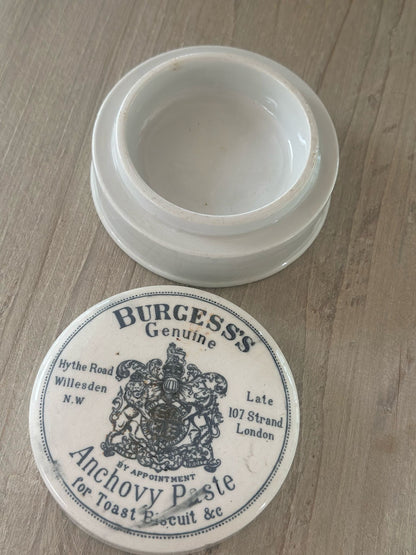 BURGESS'S
Genuine
Hythe Road
Willesden
N.W
Late
107 Strand
London
BY APPOINTMENT
Anchovy Paste
for Toast Biscuit &c